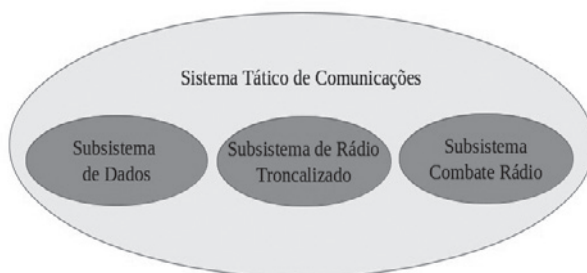 Sistema Tático de Comunicações
Subsistema
de Dados
Subsistema de Rádio
Troncalizado
Subsistema
Combate Rádio